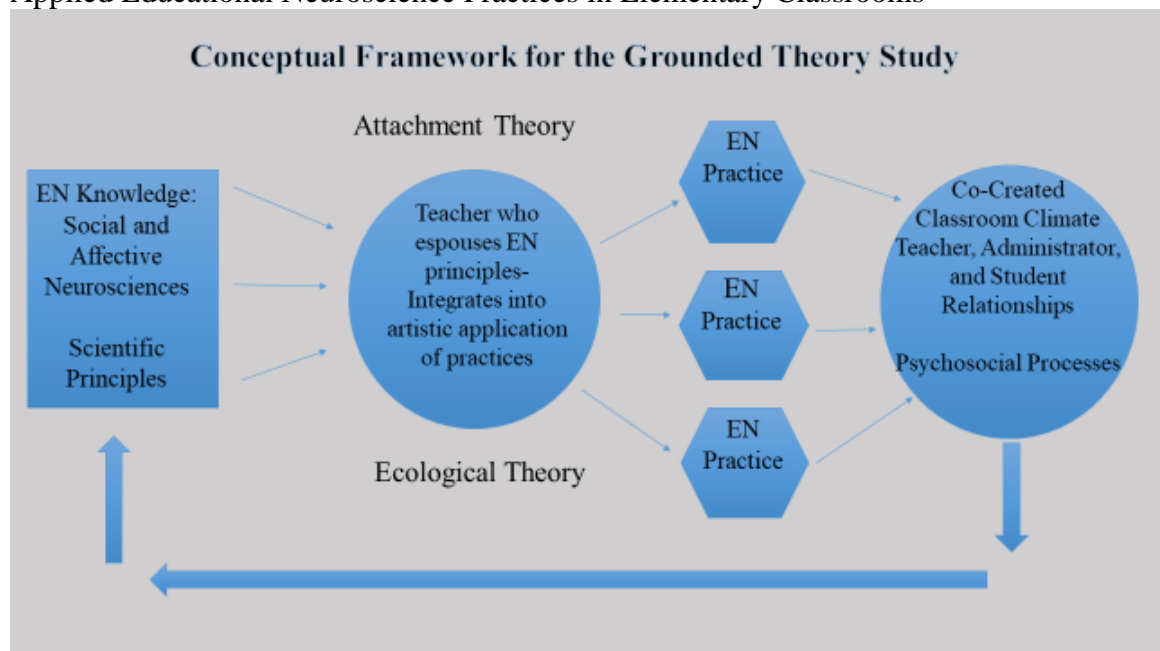 Applied Educational Neuroscience Practices in Elementary Classrooms
Conceptual Framework for the Grounded Theory Study
Attachment Theory
EN Knowledge:
Social and
Affective
Neurosciences
Scientific
Principles
Teacher who
espouses EN
principles-
Integrates into
artistic application
of practices
Ecological Theory
EN
Practice
EN
Practice
EN
Practice
Co-Created
Classroom Climate
Teacher, Administrator,
and Student
Relationships
Psychosocial Processes